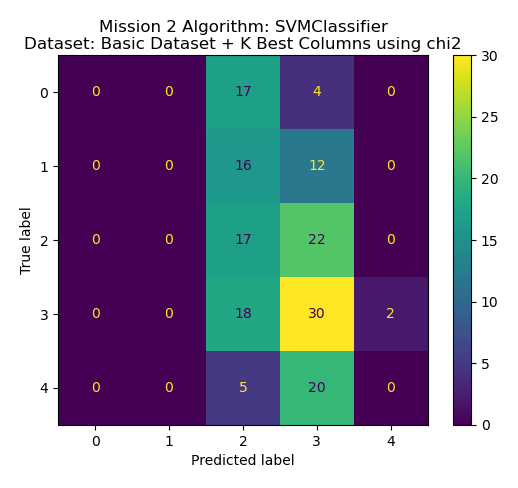 Mission 2 Algorithm: SVMClassifier
Dataset: Basic Dataset + K Best Columns using chi2
0 0 0 17 4 0
1 0 0 16 12 0
2 0 0 17 22 0
3 0 0 18 30 2
4 0 0 5 20 0
0 1 2 3 4
True label
Predicted label
30
25
20
15
10
5
0